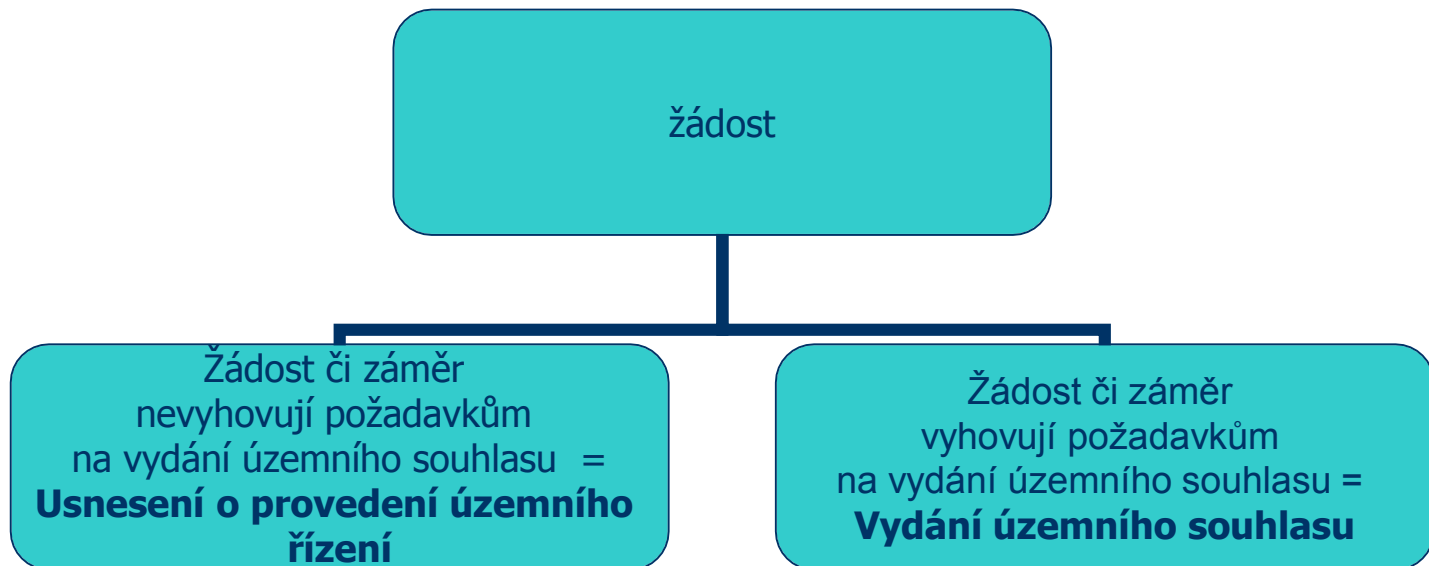 žádost
Žádost či záměr
nevyhovují požadavkům
na vydání územního souhlasu =
Usnesení o provedení územního
řízení
Žádost či záměr
vyhovují požadavkům
na vydání územního souhlasu =
Vydání územního souhlasu